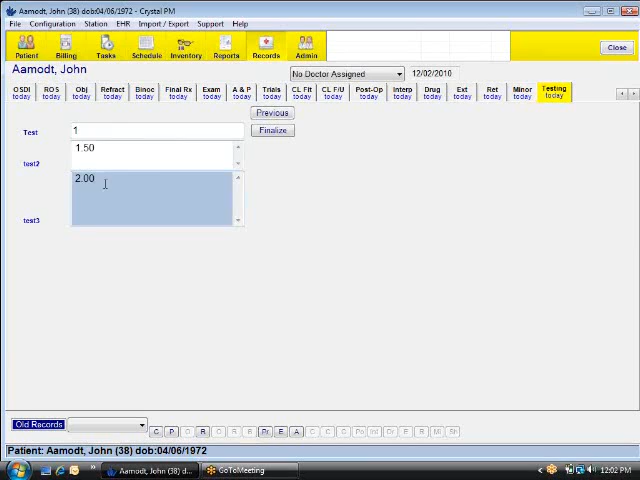 Aamodt, John (38) dob:04/06/1972 - Crystal PM
File Configuration Station EHR Import / Export Support Help
Patient Billing Tasks Schedule Inventory Reports Records Admin Close
Aamodt, John No Doctor Assigned 12/02/2010
OSDI ROS Obj Refract Binoc Final Rx Exam A & P Trials CL Fit CL F/U Post-Op Interp Drug Ext Ret Minor Testing
today today today today today today today today today today today today today today today today today today
Previous
Test 1 Finalize
1.50
test2
2.00
test3
Old Records
C P R Pr E A
Patient: Aamodt, John (38) dob:04/06/1972
Aamodt, John (38) d... GoToMeeting 12:02 PM